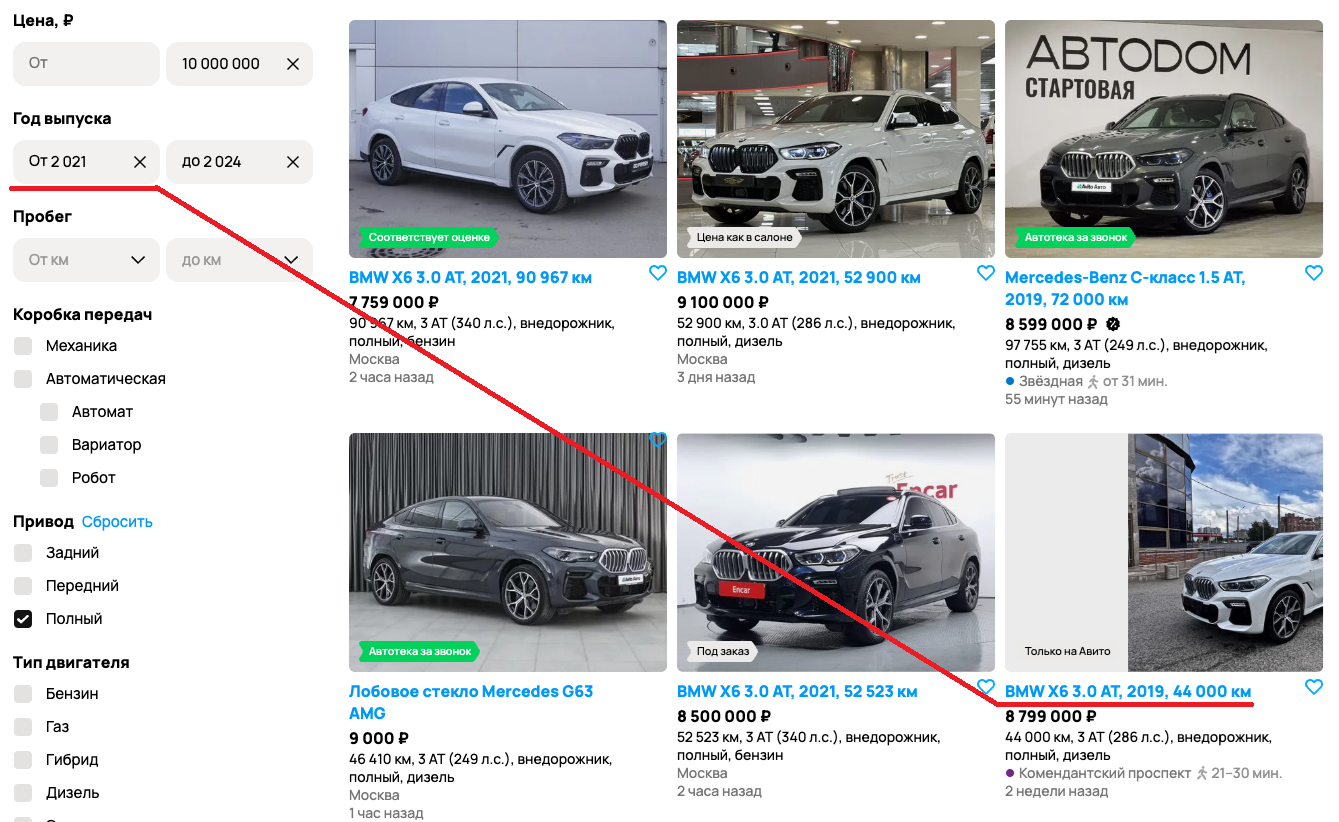 Цена, ₽
От
10 000 000
Год выпуска
От 2 021
до 2 024
Пробег
От км
до км
Коробка передач
Механика
Автоматическая
Автомат
Вариатор
Робот
Привод Сбросить
Задний
Передний
Полный
Тип двигателя
Бензин
Газ
Гибрид
Дизель
Соответствует оценке
BMW X6 3.0 AT, 2021, 90 967 км
7 759 000 ₽
90 967 км, 3 AT (340 л.с.), внедорожник,
полный, бензин
Москва
2 часа назад
Цена как в салоне
BMW X6 3.0 AT, 2021, 52 900 км
9 100 000 ₽
52 900 км, 3.0 AT (286 л.с.), внедорожник,
полный, дизель
Москва
3 дня назад
АВТОDОМ
СТАРТОВАЯ
Avito Авто
Автотека за звонок
Mercedes-Benz C-класс 1.5 AT,
2019, 72 000 км
8 599 000 ₽
97 755 км, 3 AT (249 л.с.), внедорожник,
полный, дизель
Звёздная от 31 мин.
55 минут назад
Avito Авто
Автотека за звонок
Лобовое стекло Mercedes G63
AMG
9 000 ₽
46 410 км, 3 AT (249 л.с.), внедорожник,
полный, дизель
Москва
1 час назад
Encar
Encar
Под заказ
BMW X6 3.0 AT, 2021, 52 523 км
8 500 000 ₽
52 523 км, 3 AT (340 л.с.), внедорожник,
полный, бензин
Москва
2 часа назад
Только на Авито
BMW X6 3.0 AT, 2019, 44 000 км
8 799 000 ₽
44 000 км, 3 AT (286 л.с.), внедорожник,
полный, дизель
Комендантский проспект 21–30 мин.
2 недели назад